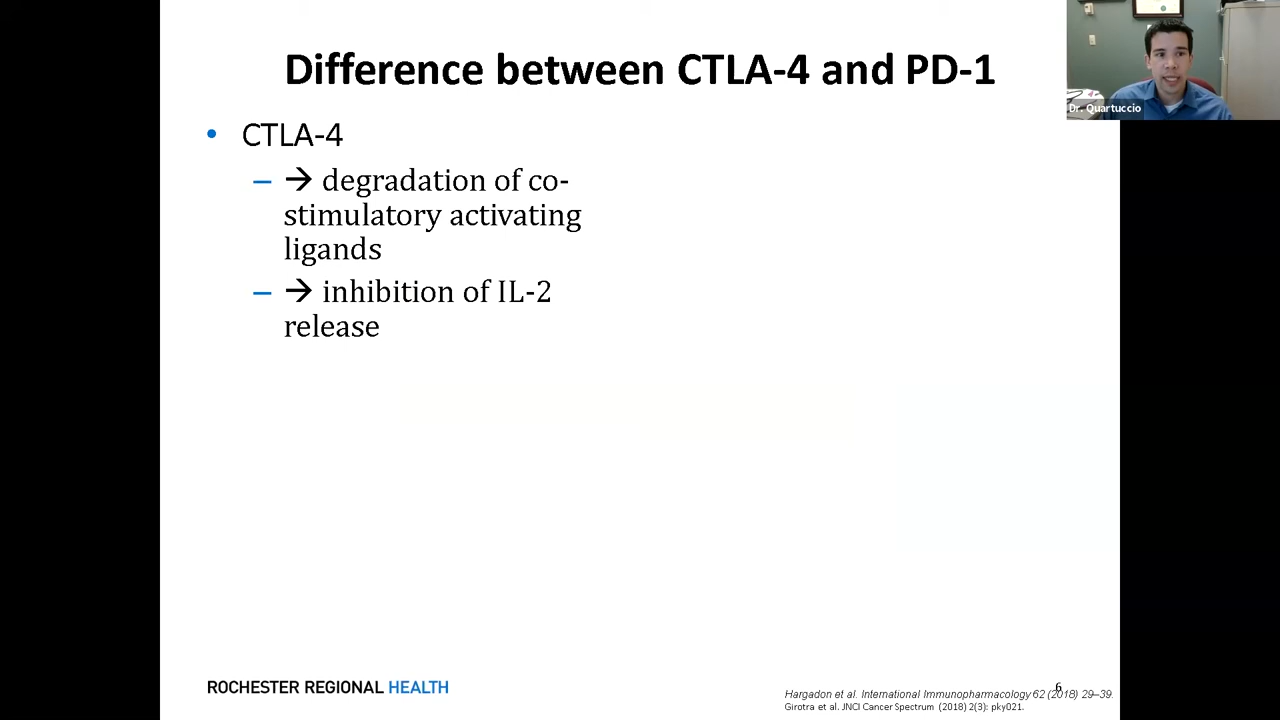 Difference between CTLA-4 and PD-1
Dr. Quartuccio
• CTLA-4
– → degradation of co-
stimulatory activating
ligands
– → inhibition of IL-2
release
ROCHESTER REGIONAL HEALTH
6
Hargadon et al. International Immunopharmacology 62 (2018) 29–39.
Girotra et al. JNCI Cancer Spectrum (2018) 2(3): pky021.